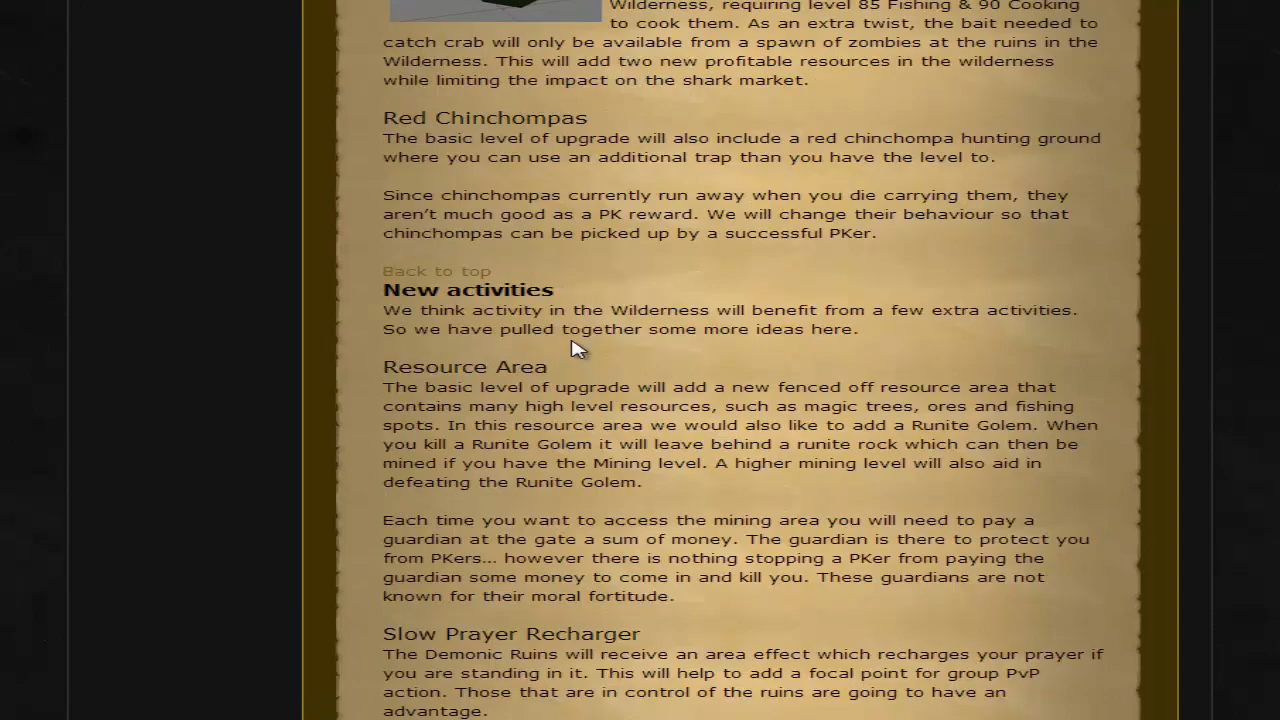 Wilderness, requiring level 85 Fishing & 90 Cooking
to cook them. As an extra twist, the bait needed to
catch crab will only be available from a spawn of zombies at the ruins in the
Wilderness. This will add two new profitable resources in the wilderness
while limiting the impact on the shark market.
Red Chinchompas
The basic level of upgrade will also include a red chinchompa hunting ground
where you can use an additional trap than you have the level to.
Since chinchompas currently run away when you die carrying them, they
aren't much good as a PK reward. We will change their behaviour so that
chinchompas can be picked up by a successful PKer.
Back to top
New activities
We think activity in the Wilderness will benefit from a few extra activities.
So we have pulled together some more ideas here.
Resource Area
The basic level of upgrade will add a new fenced off resource area that
contains many high level resources, such as magic trees, ores and fishing
spots. In this resource area we would also like to add a Runite Golem. When
you kill a Runite Golem it will leave behind a runite rock which can then be
mined if you have the Mining level. A higher mining level will also aid in
defeating the Runite Golem.
Each time you want to access the mining area you will need to pay a
guardian at the gate a sum of money. The guardian is there to protect you
from PKers... however there is nothing stopping a PKer from paying the
guardian some money to come in and kill you. These guardians are not
known for their moral fortitude.
Slow Prayer Recharger
The Demonic Ruins will receive an area effect which recharges your prayer if
you are standing in it. This will help to add a focal point for group PvP
action. Those that are in control of the ruins are going to have an
advantage.